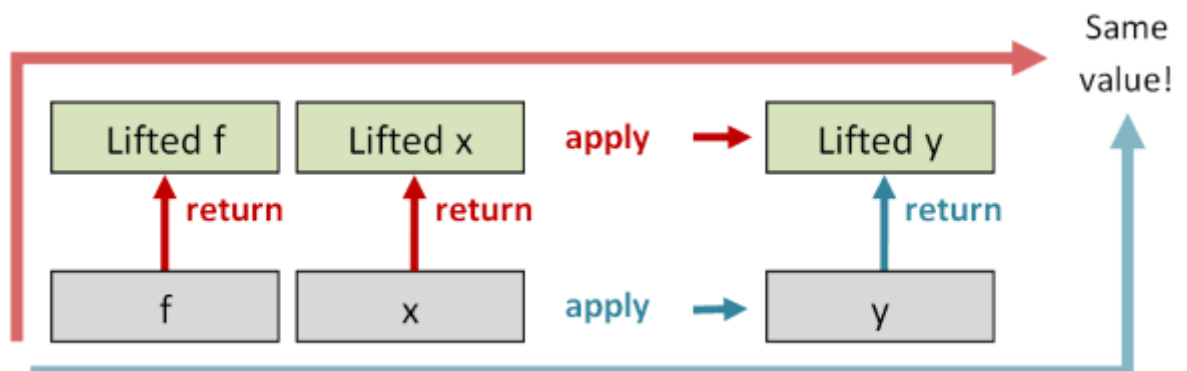 Same
value!
Lifted f
Lifted x
apply
Lifted y
return
return
return
f
x
apply
y